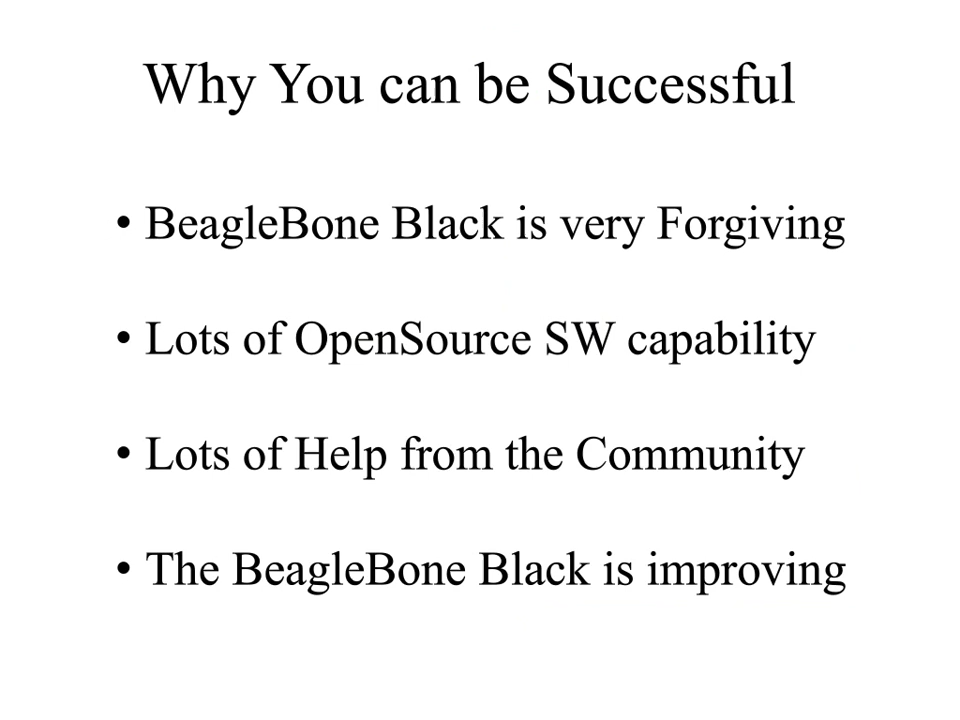 Why You can be Successful
• BeagleBone Black is very Forgiving
• Lots of OpenSource SW capability
• Lots of Help from the Community
• The BeagleBone Black is improving